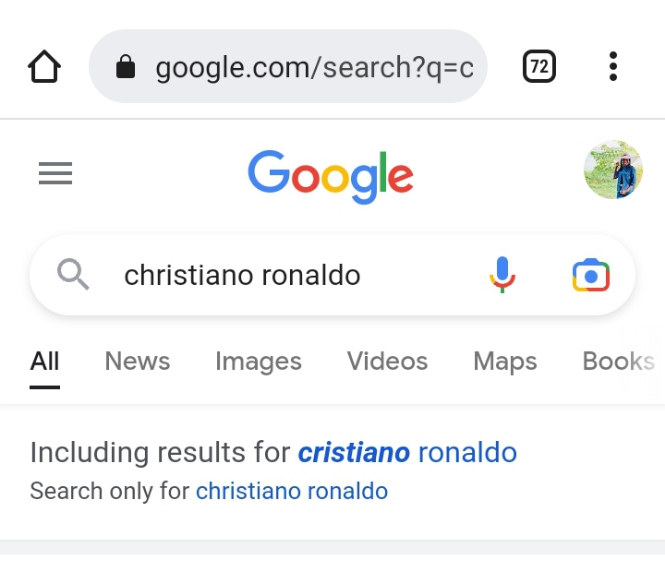 google.com/search?q=c
72
Google
christiano ronaldo
All News Images Videos Maps Books
Including results for cristiano ronaldo
Search only for christiano ronaldo